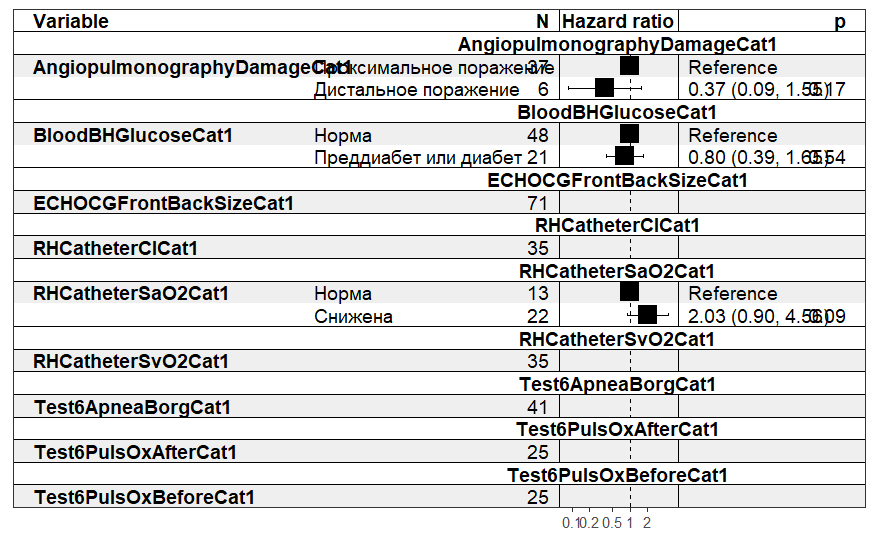 Variable N Hazard ratio p
AngiopulmonographyDamageCat1
AngiopulmonographyDamageCat1 Проксимальное поражение 37 Reference
Дистальное поражение 6 0.37 (0.09, 1.55) 0.17
BloodBHGlucoseCat1
BloodBHGlucoseCat1 Норма 48 Reference
Преддиабет или диабет 21 0.80 (0.39, 1.65) 0.54
ECHOCGFrontBackSizeCat1
ECHOCGFrontBackSizeCat1 71
RHCatheterCICat1
RHCatheterCICat1 35
RHCatheterSaO2Cat1
RHCatheterSaO2Cat1 Норма 13 Reference
Снижена 22 2.03 (0.90, 4.56) 0.09
RHCatheterSvO2Cat1
RHCatheterSvO2Cat1 35
Test6ApneaBorgCat1
Test6ApneaBorgCat1 41
Test6PulsOxAfterCat1
Test6PulsOxAfterCat1 25
Test6PulsOxBeforeCat1
Test6PulsOxBeforeCat1 25
0.1 0.2 0.5 1 2